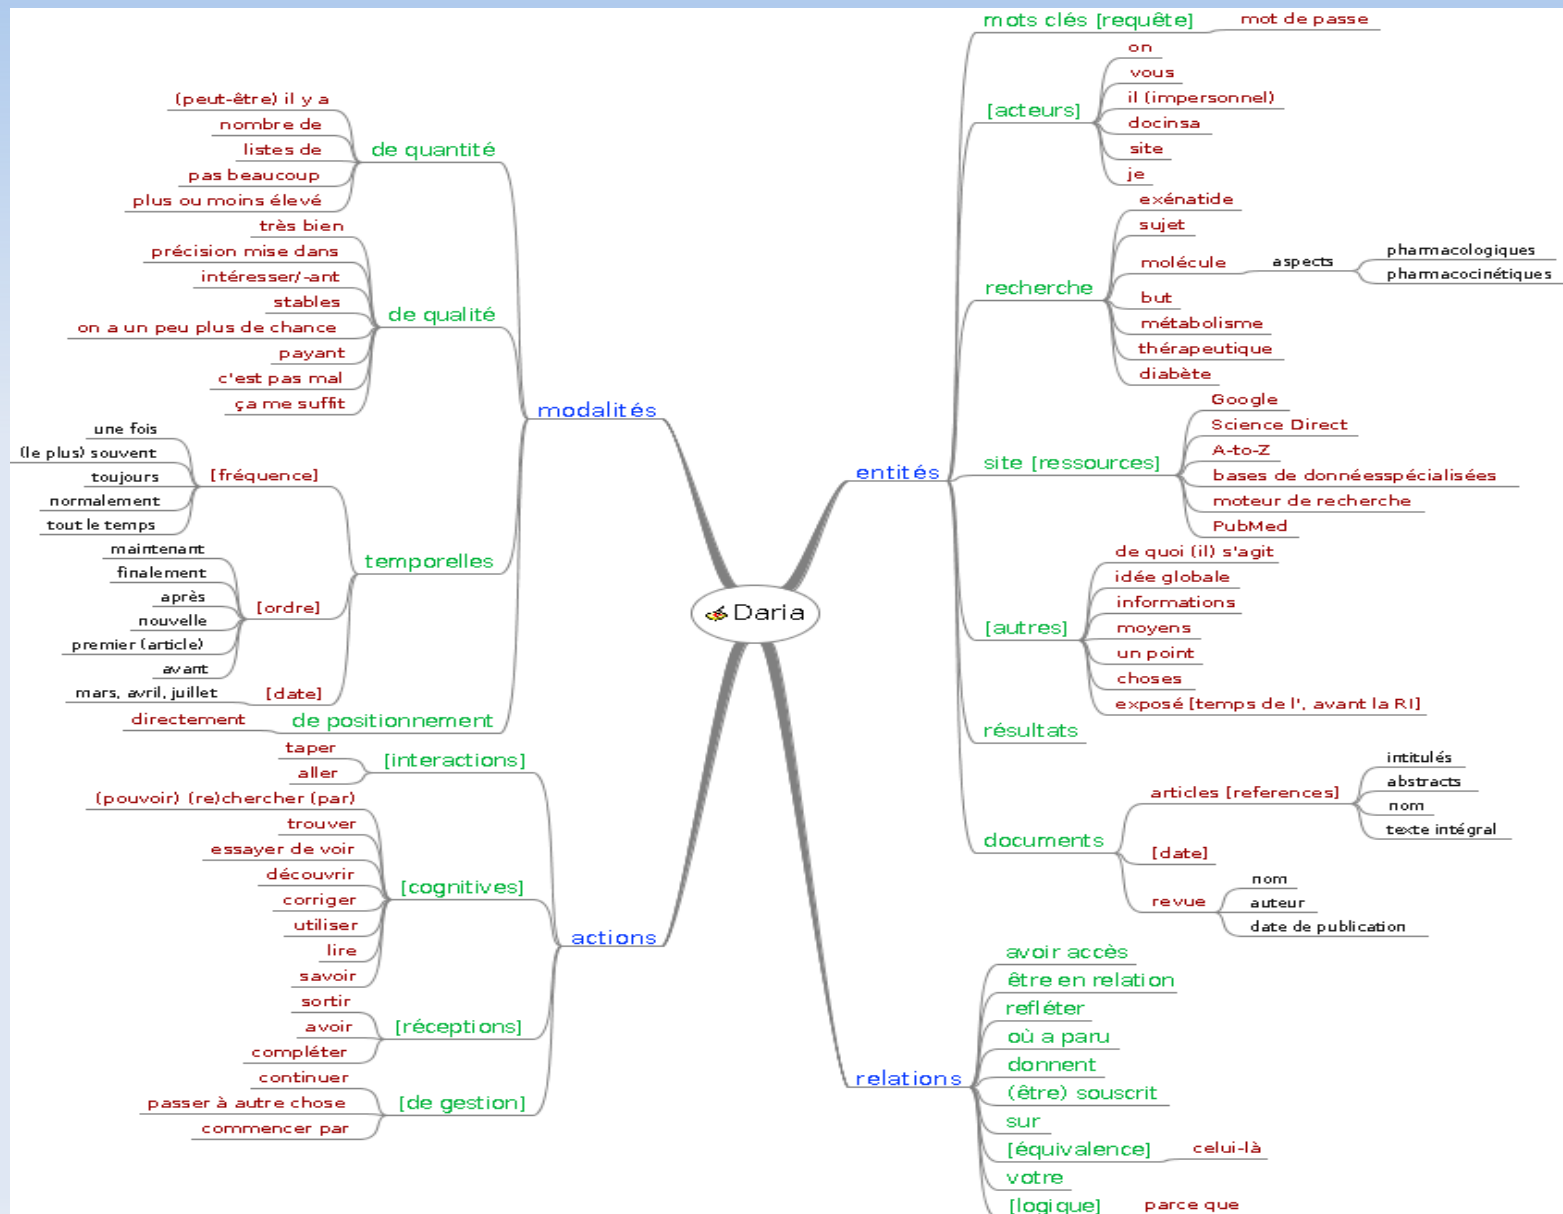 Daria
modalités
de quantité
(peut-être) il y a
nombre de
listes de
pas beaucoup
plus ou moins élevé
de qualité
très bien
précision mise dans
intéresser/-ant
stables
on a un peu plus de chance
payant
c'est pas mal
ça me suffit
temporelles
[fréquence]
une fois
(le plus) souvent
toujours
normalement
tout le temps
[ordre]
maintenant
finalement
après
nouvelle
premier (article)
avant
[date]
mars, avril, juillet
de positionnement
directement
actions
[interactions]
taper
aller
[cognitives]
(pouvoir) (re)chercher (par)
trouver
essayer de voir
découvrir
corriger
utiliser
lire
savoir
[réceptions]
sortir
avoir
compléter
[de gestion]
continuer
passer à autre chose
commencer par
entités
mots clés [requête]
mot de passe
[acteurs]
on
vous
il (impersonnel)
docinsa
site
je
recherche
exénatide
sujet
molécule
aspects
pharmacologiques
pharmacocinétiques
but
métabolisme
thérapeutique
diabète
site [ressources]
Google
Science Direct
A-to-Z
bases de donnéesspécialisées
moteur de recherche
PubMed
[autres]
de quoi (il) s'agit
idée globale
informations
moyens
un point
choses
exposé [temps de l', avant la RI]
résultats
documents
articles [references]
intitulés
abstracts
nom
texte intégral
[date]
revue
nom
auteur
date de publication
relations
avoir accès
être en relation
refléter
où a paru
donnent
(être) souscrit
sur
[équivalence]
celui-là
votre
[logique]
parce que